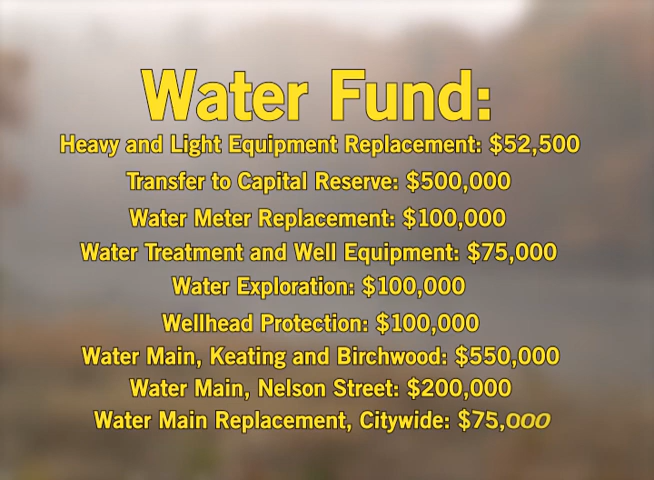 Water Fund:
Heavy and Light Equipment Replacement: $52,500
Transfer to Capital Reserve: $500,000
Water Meter Replacement: $100,000
Water Treatment and Well Equipment: $75,000
Water Exploration: $100,000
Wellhead Protection: $100,000
Water Main, Keating and Birchwood: $550,000
Water Main, Nelson Street: $200,000
Water Main Replacement, Citywide: $75,000